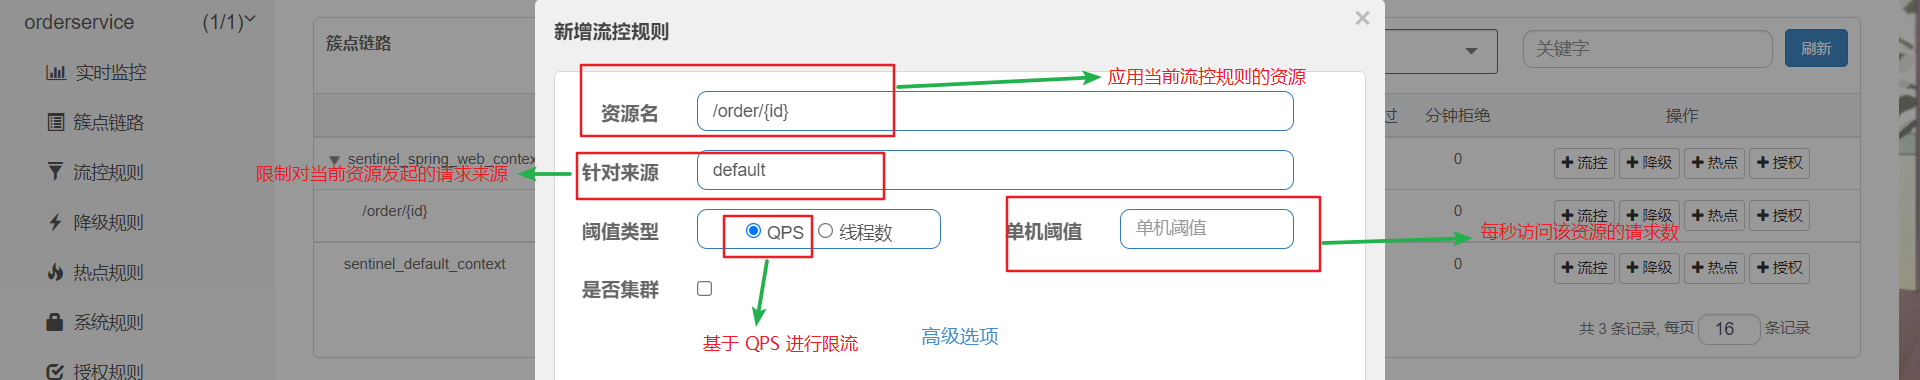 orderservice (1/1)
实时监控
簇点链路
流控规则
降级规则
热点规则
系统规则
授权规则
簇点链路
关键字
刷新
过 分钟拒绝 操作
sentinel_spring_web_contex
0 流控 降级 热点 授权
/order/{id}
0 流控 降级 热点 授权
sentinel_default_context
0 流控 降级 热点 授权
共 3 条记录, 每页 16 条记录
新增流控规则
×
资源名 /order/{id}
应用当前流控规则的资源
针对来源 default
限制对当前资源发起的请求来源
阈值类型 QPS 线程数 单机阈值 单机阈值
每秒访问该资源的请求数
是否集群
基于 QPS 进行限流
高级选项